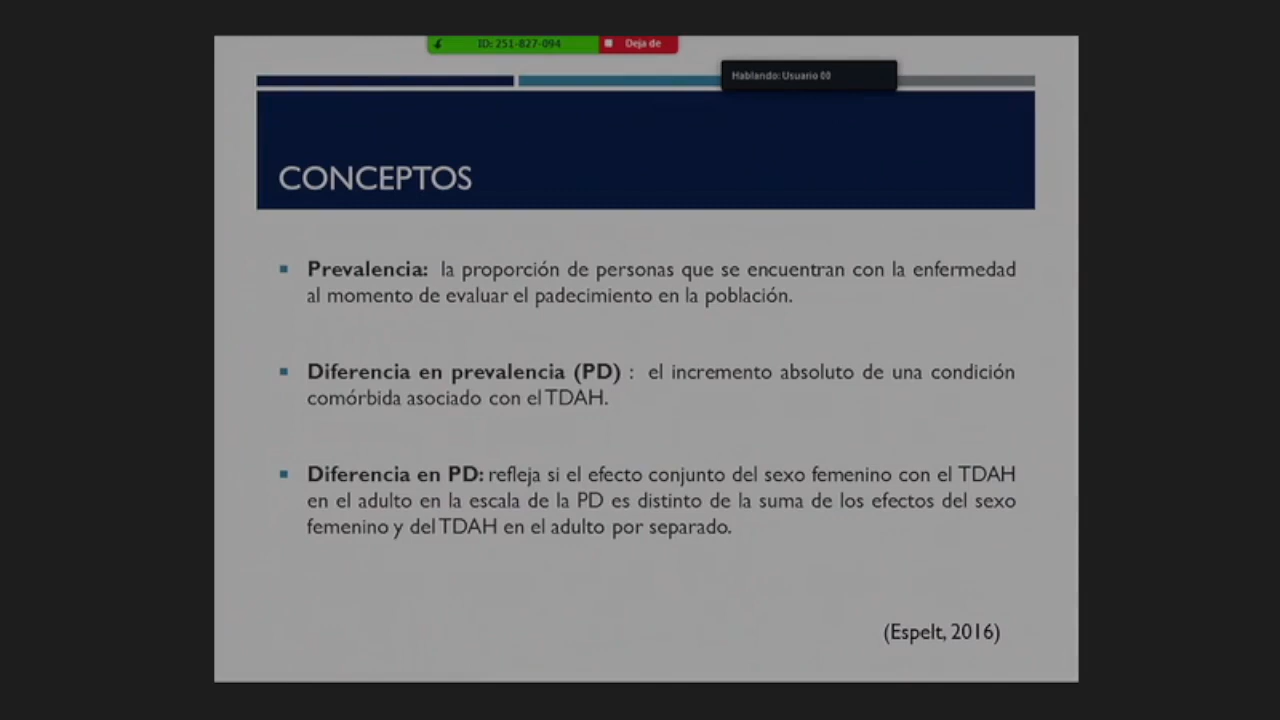 ID: 251-827-094
Deja de
Hablando: Usuario 00
CONCEPTOS
Prevalencia: la proporción de personas que se encuentran con la enfermedad
al momento de evaluar el padecimiento en la población.
Diferencia en prevalencia (PD) : el incremento absoluto de una condición
comórbida asociado con el TDAH.
Diferencia en PD: refleja si el efecto conjunto del sexo femenino con el TDAH
en el adulto en la escala de la PD es distinto de la suma de los efectos del sexo
femenino y del TDAH en el adulto por separado.
(Espelt, 2016)